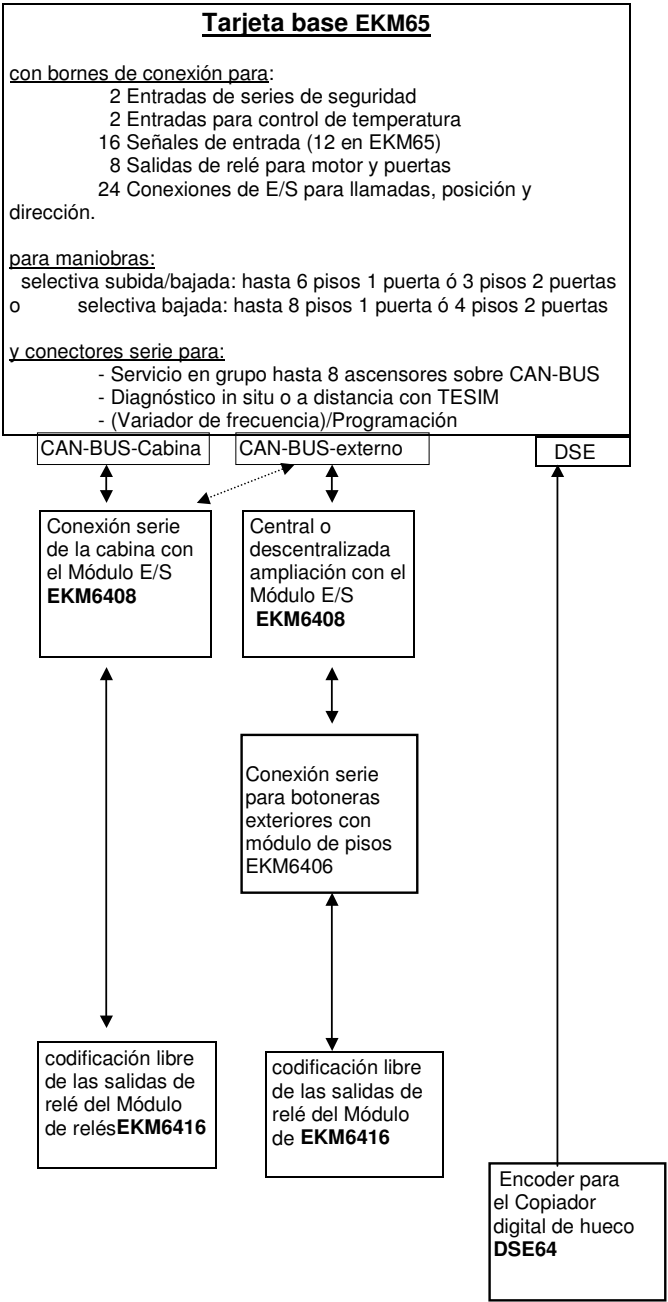 Tarjeta base EKM65
con bornes de conexión para:
2 Entradas de series de seguridad
2 Entradas para control de temperatura
16 Señales de entrada (12 en EKM65)
8 Salidas de relé para motor y puertas
24 Conexiones de E/S para llamadas, posición y
dirección.
para maniobras:
selectiva subida/bajada: hasta 6 pisos 1 puerta ó 3 pisos 2 puertas
o selectiva bajada: hasta 8 pisos 1 puerta ó 4 pisos 2 puertas
y conectores serie para:
- Servicio en grupo hasta 8 ascensores sobre CAN-BUS
- Diagnóstico in situ o a distancia con TESIM
- (Variador de frecuencia)/Programación
CAN-BUS-Cabina
CAN-BUS-externo
DSE
Conexión serie
de la cabina con
el Módulo E/S
EKM6408
Central o
descentralizada
ampliación con el
Módulo E/S
EKM6408
Conexión serie
para botoneras
exteriores con
módulo de pisos
EKM6406
codificación libre
de las salidas de
relé del Módulo
de relésEKM6416
codificación libre
de las salidas de
relé del Módulo
de EKM6416
Encoder para
el Copiador
digital de hueco
DSE64